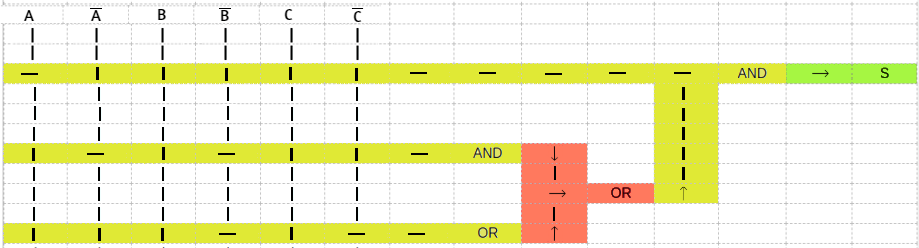 A A̅ B B̅ C C̅
AND → S
AND ↓
→ OR ↑
OR ↑